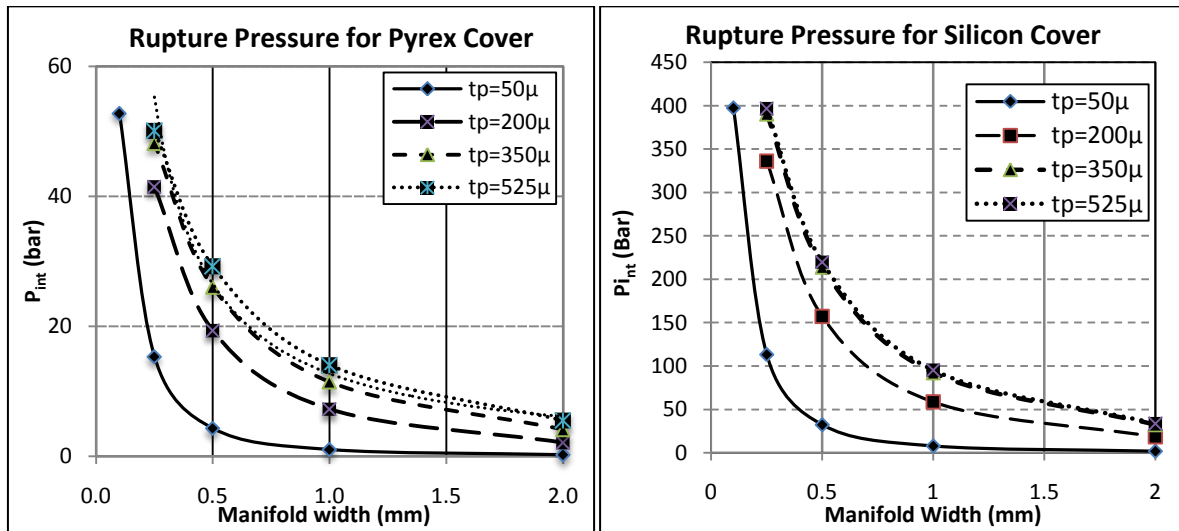 Rupture Pressure for Pyrex Cover
60
40
20
0
P_int (bar)
tp=50μ
tp=200μ
tp=350μ
tp=525μ
0.0 0.5 1.0 1.5 2.0
Manifold width (mm)
Rupture Pressure for Silicon Cover
450
400
350
300
250
200
150
100
50
0
Pi_nt (Bar)
tp=50μ
tp=200μ
tp=350μ
tp=525μ
0 0.5 1 1.5 2
Manifold Width (mm)